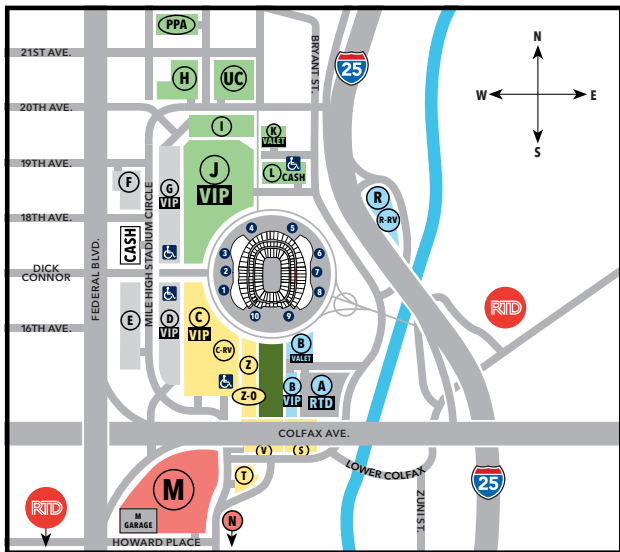 PPA
21ST AVE.
BRYANT ST.
25
N
W
E
S
H
UC
20TH AVE.
I
K
VALET
19TH AVE.
J
VIP
L
CASH
F
G
VIP
R
R-RV
18TH AVE.
CASH
MILE HIGH STADIUM CIRCLE
FEDERAL BLVD.
4
5
3
6
2
7
1
8
10
9
DICK
CONNOR
RTD
16TH AVE.
E
D
VIP
C
VIP
C-RV
B
VALET
Z
B
VIP
A
RTD
Z-O
COLFAX AVE.
V
S
LOWER COLFAX
M
T
ZUNI ST.
25
RTD
M
GARAGE
N
HOWARD PLACE